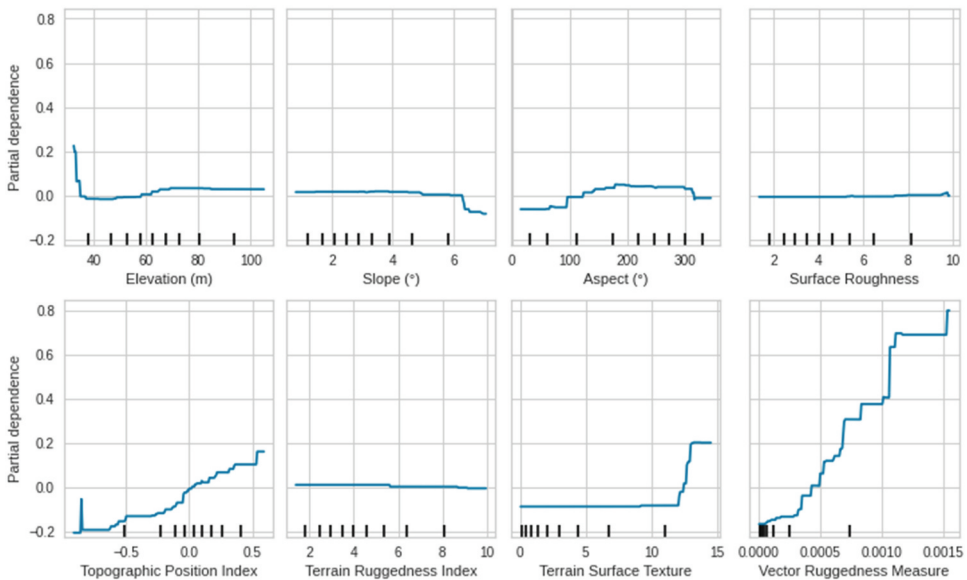 Partial dependence
0.8
0.6
0.4
0.2
0.0
−0.2
40 60 80 100
Elevation (m)
2 4 6
Slope (°)
0 100 200 300
Aspect (°)
2 4 6 8 10
Surface Roughness
Partial dependence
0.8
0.6
0.4
0.2
0.0
−0.2
−0.5 0.0 0.5
Topographic Position Index
2 4 6 8 10
Terrain Ruggedness Index
0 5 10 15
Terrain Surface Texture
0.0000 0.0005 0.0010 0.0015
Vector Ruggedness Measure